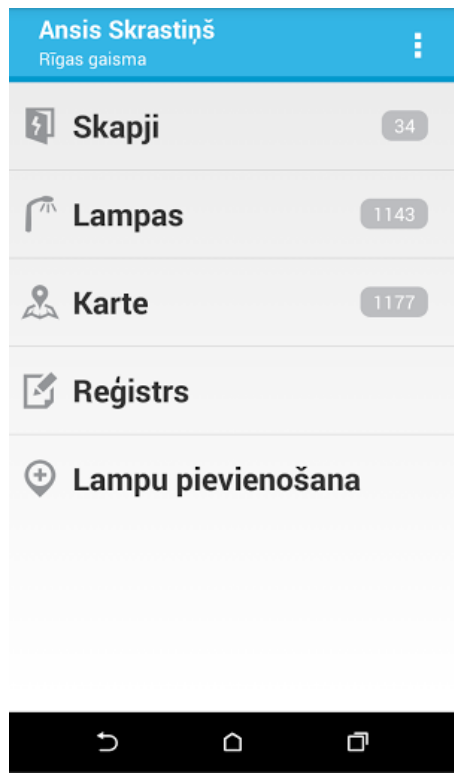 Ansis Skrastiņš
Rīgas gaisma
Skapji 34
Lampas 1143
Karte 1177
Reģistrs
Lampu pievienošana